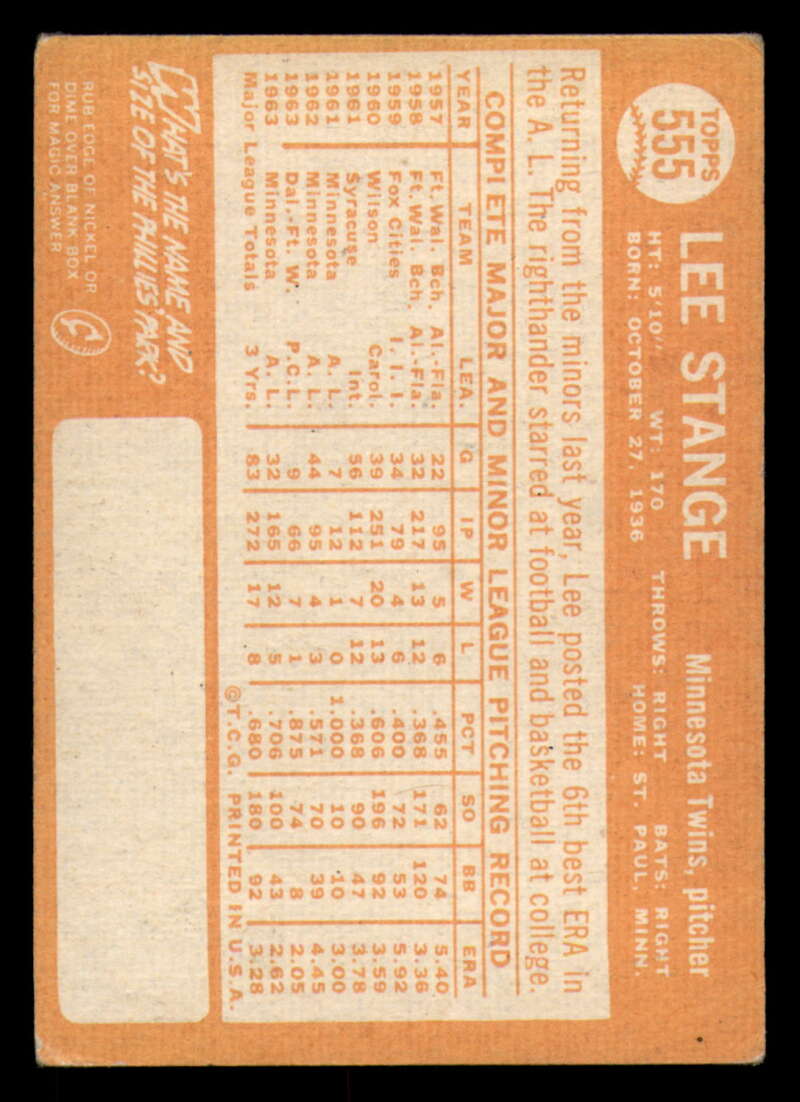 TOPPS
555
LEE STANGE
Minnesota Twins, pitcher
HT: 5'10" WT: 170 THROWS: RIGHT BATS: RIGHT
BORN: OCTOBER 27, 1936 HOME: ST. PAUL, MINN.
Returning from the minors last year, Lee posted the 6th best ERA in
the A. L. The righthander starred at football and basketball at college.
COMPLETE MAJOR AND MINOR LEAGUE PITCHING RECORD
YEAR TEAM LEA. G IP W L PCT SO BB ERA
1957 Ft. Wal. Bch. Al.-Fla. 22 95 5 6 .455 62 74 5.40
1958 Ft. Wal. Bch. Al.-Fla. 32 217 13 12 .368 171 120 3.36
1959 Fox Cities I. I. I. 34 79 4 6 .400 72 53 5.92
1960 Wilson Carol. 39 251 20 13 .606 196 92 3.59
1961 Syracuse Int. 56 112 7 12 .368 90 47 3.78
1961 Minnesota A. L. 7 12 1 0 1.000 10 10 3.00
1962 Minnesota A. L. 44 95 4 3 .571 70 39 4.45
1963 Dal.-Ft. W. P.C.L. 9 66 7 1 .875 74 8 2.05
1963 Minnesota A. L. 32 165 12 5 .706 100 43 2.62
Major League Totals 3 Yrs. 83 272 17 8 .680 180 92 3.28
©T.C.G. PRINTED IN U.S.A.
WHAT'S THE NAME AND
SIZE OF THE PHILLIES' PARK?
RUB EDGE OF NICKEL OR
DIME OVER BLANK BOX
FOR MAGIC ANSWER